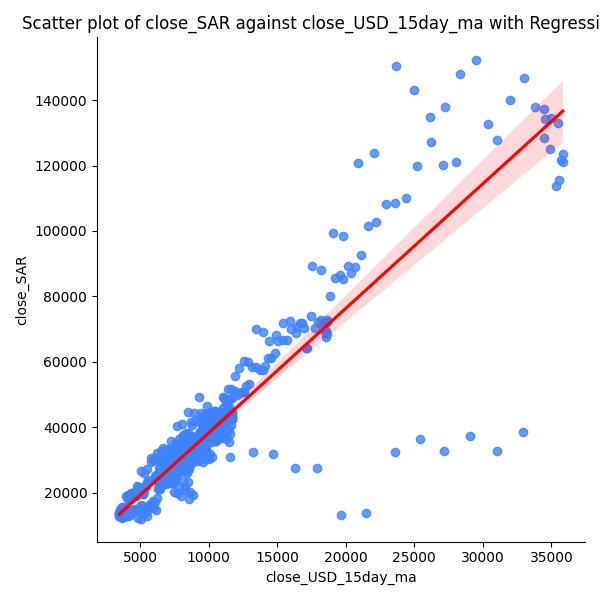 Scatter plot of close_SAR against close_USD_15day_ma with Regressi
140000
120000
100000
80000
60000
40000
20000
close_SAR
5000 10000 15000 20000 25000 30000 35000
close_USD_15day_ma